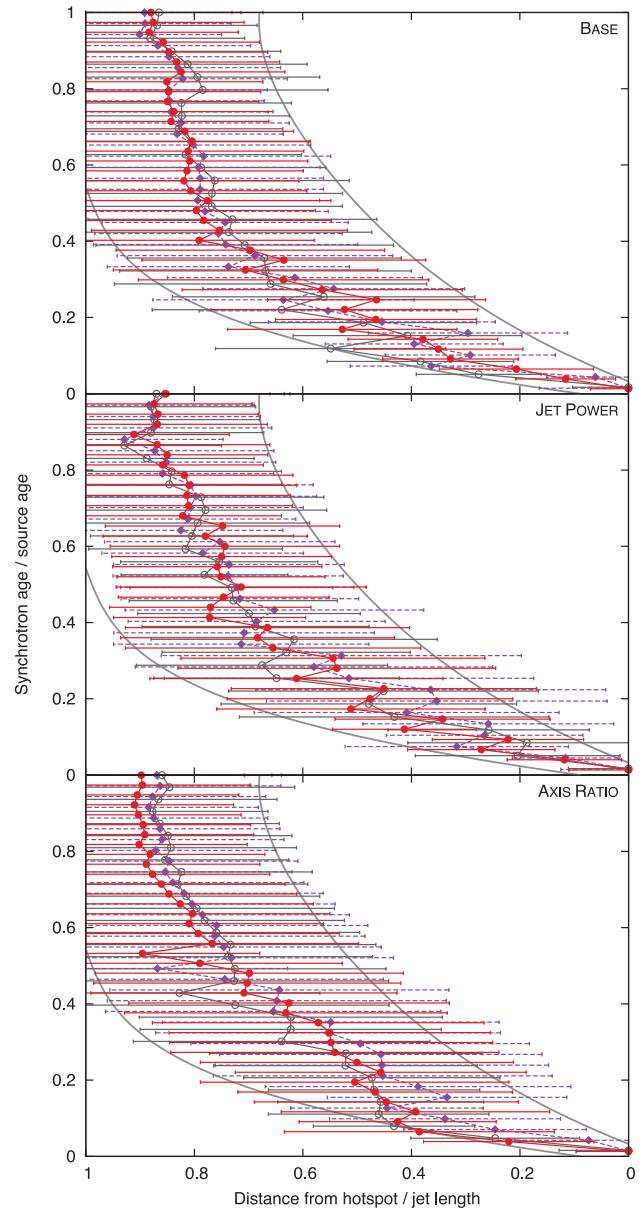 BASE
1
0.8
0.6
0.4
0.2
0
JET POWER
0.8
0.6
0.4
0.2
0
AXIS RATIO
0.8
0.6
0.4
0.2
0
Synchrotron age / source age
1 0.8 0.6 0.4 0.2 0
Distance from hotspot / jet length